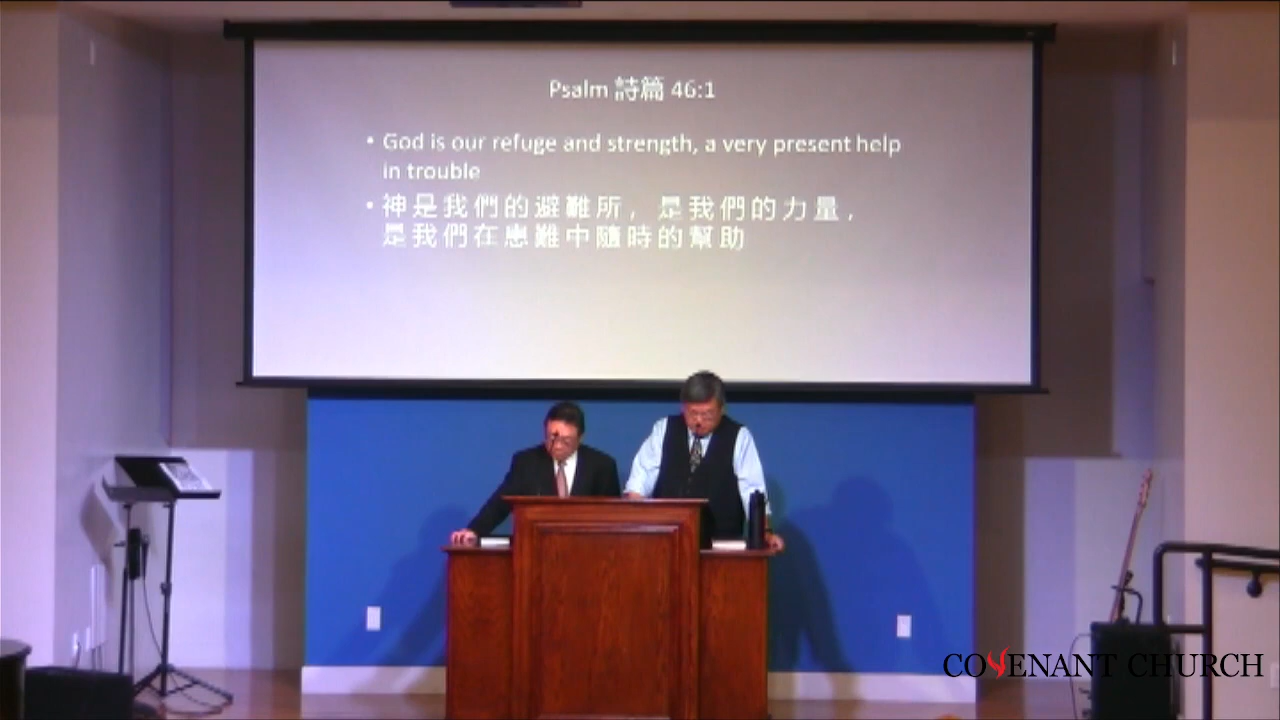 Psalm 詩篇 46:1
• God is our refuge and strength, a very present help
in trouble
• 神是我們的避難所，是我們的力量，
是我們在患難中隨時的幫助
COVENANT CHURCH